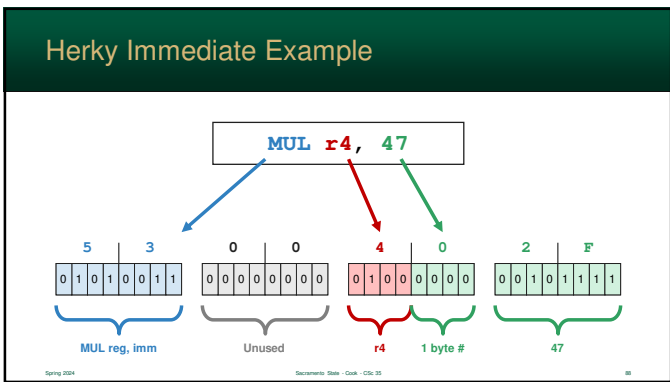 Herky Immediate Example
MUL r4, 47
5 3 0 0 4 0 2 F
0 1 0 1 0 0 1 1 0 0 0 0 0 0 0 0 0 1 0 0 0 0 0 0 0 0 1 0 1 1 1 1
MUL reg, imm Unused r4 1 byte # 47
Spring 2024 Sacramento State - Cook - CSc 35 88